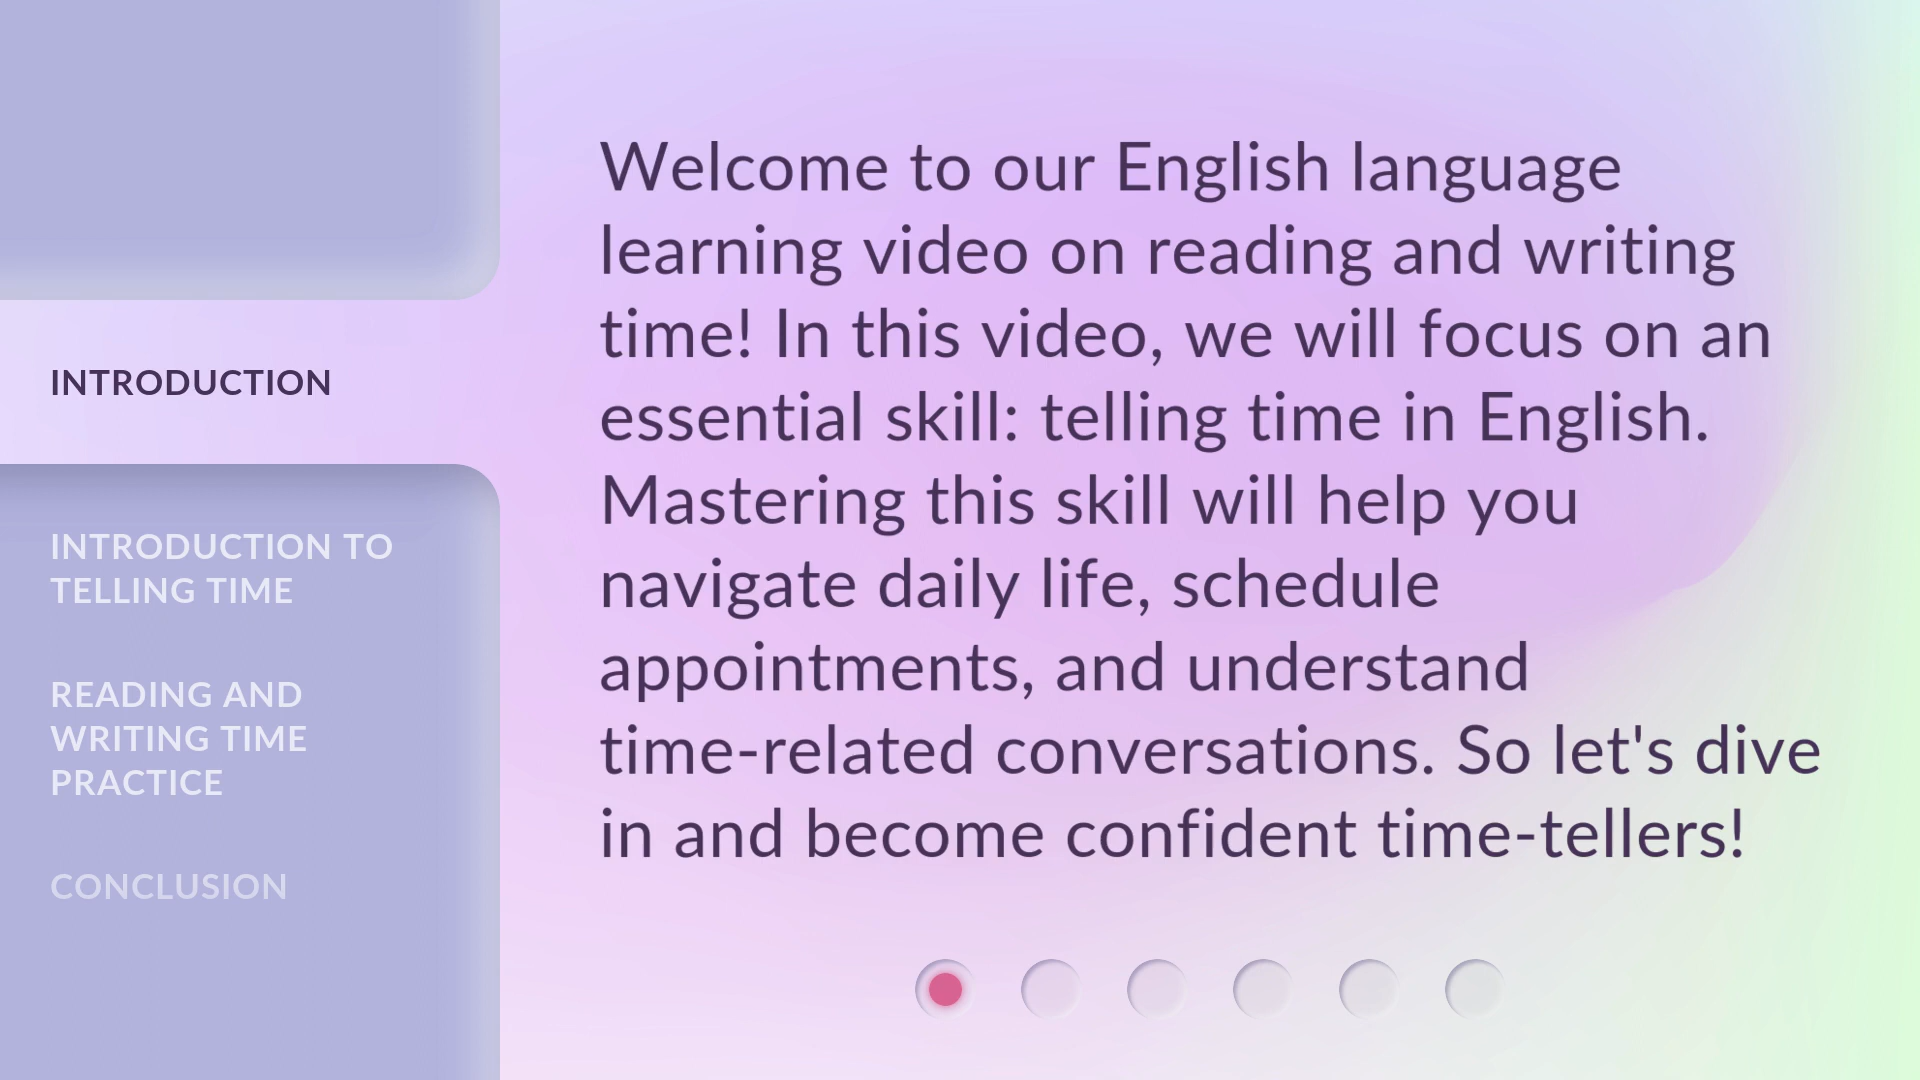 INTRODUCTION
INTRODUCTION TO
TELLING TIME
READING AND
WRITING TIME
PRACTICE
CONCLUSION
Welcome to our English language
learning video on reading and writing
time! In this video, we will focus on an
essential skill: telling time in English.
Mastering this skill will help you
navigate daily life, schedule
appointments, and understand
time-related conversations. So let's dive
in and become confident time-tellers!